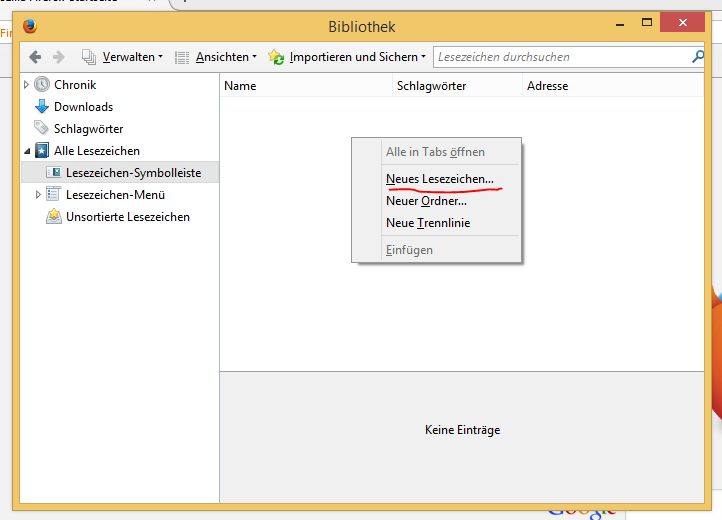 Bibliothek
Verwalten
Ansichten
Importieren und Sichern
Lesezeichen durchsuchen
Chronik
Downloads
Schlagwörter
Alle Lesezeichen
Lesezeichen-Symbolleiste
Lesezeichen-Menü
Unsortierte Lesezeichen
Name
Schlagwörter
Adresse
Alle in Tabs öffnen
Neues Lesezeichen...
Neuer Ordner...
Neue Trennlinie
Einfügen
Keine Einträge
Google